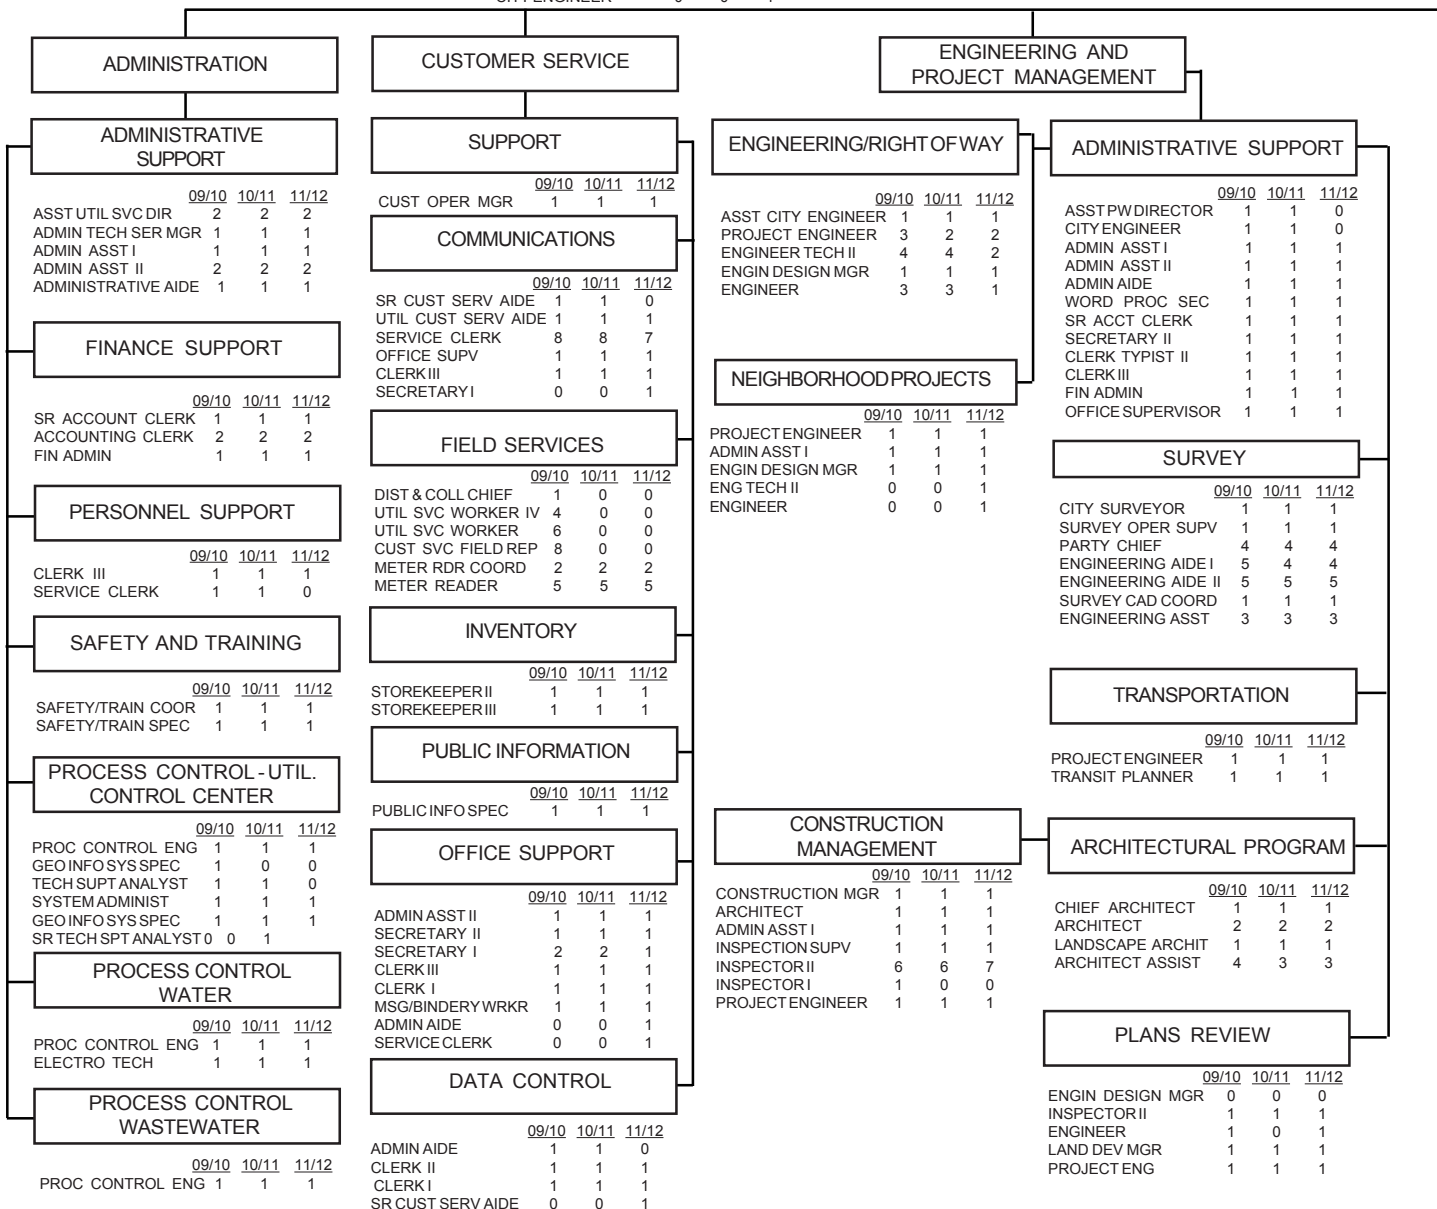 ADMINISTRATION
ADMINISTRATIVE
SUPPORT
09/10 10/11 11/12
ASST UTIL SVC DIR 2 2 2
ADMIN TECH SER MGR 1 1 1
ADMIN ASST I 1 1 1
ADMIN ASST II 2 2 2
ADMINISTRATIVE AIDE 1 1 1
FINANCE SUPPORT
09/10 10/11 11/12
SR ACCOUNT CLERK 1 1 1
ACCOUNTING CLERK 2 2 2
FIN ADMIN 1 1 1
PERSONNEL SUPPORT
09/10 10/11 11/12
CLERK III 1 1 1
SERVICE CLERK 1 1 0
SAFETY AND TRAINING
09/10 10/11 11/12
SAFETY/TRAIN COOR 1 1 1
SAFETY/TRAIN SPEC 1 1 1
PROCESS CONTROL - UTIL.
CONTROL CENTER
09/10 10/11 11/12
PROC CONTROL ENG 1 1 1
GEO INFO SYS SPEC 1 0 0
TECH SUPT ANALYST 1 1 0
SYSTEM ADMINIST 1 1 1
GEO INFO SYS SPEC 1 1 1
SR TECH SPT ANALYST 0 0 1
PROCESS CONTROL
WATER
09/10 10/11 11/12
PROC CONTROL ENG 1 1 1
ELECTRO TECH 1 1 1
PROCESS CONTROL
WASTEWATER
09/10 10/11 11/12
PROC CONTROL ENG 1 1 1
CUSTOMER SERVICE
SUPPORT
09/10 10/11 11/12
CUST OPER MGR 1 1 1
COMMUNICATIONS
09/10 10/11 11/12
SR CUST SERV AIDE 1 1 0
UTIL CUST SERV AIDE 1 1 1
SERVICE CLERK 8 8 7
OFFICE SUPV 1 1 1
CLERK III 1 1 1
SECRETARY I 0 0 1
FIELD SERVICES
09/10 10/11 11/12
DIST & COLL CHIEF 1 0 0
UTIL SVC WORKER IV 4 0 0
UTIL SVC WORKER 6 0 0
CUST SVC FIELD REP 8 0 0
METER RDR COORD 2 2 2
METER READER 5 5 5
INVENTORY
09/10 10/11 11/12
STOREKEEPER II 1 1 1
STOREKEEPER III 1 1 1
PUBLIC INFORMATION
09/10 10/11 11/12
PUBLIC INFO SPEC 1 1 1
OFFICE SUPPORT
09/10 10/11 11/12
ADMIN ASST II 1 1 1
SECRETARY II 1 1 1
SECRETARY I 2 2 1
CLERK III 1 1 1
CLERK I 1 1 1
MSG/BINDERY WRKR 1 1 1
ADMIN AIDE 0 0 1
SERVICE CLERK 0 0 1
DATA CONTROL
09/10 10/11 11/12
ADMIN AIDE 1 1 0
CLERK II 1 1 1
CLERK I 1 1 1
SR CUST SERV AIDE 0 0 1
ENGINEERING AND
PROJECT MANAGEMENT
ENGINEERING/RIGHT OF WAY
09/10 10/11 11/12
ASST CITY ENGINEER 1 1 1
PROJECT ENGINEER 3 2 2
ENGINEER TECH II 4 4 2
ENGIN DESIGN MGR 1 1 1
ENGINEER 3 3 1
NEIGHBORHOOD PROJECTS
09/10 10/11 11/12
PROJECT ENGINEER 1 1 1
ADMIN ASST I 1 1 1
ENGIN DESIGN MGR 1 1 1
ENG TECH II 0 0 1
ENGINEER 0 0 1
CONSTRUCTION
MANAGEMENT
09/10 10/11 11/12
CONSTRUCTION MGR 1 1 1
ARCHITECT 1 1 1
ADMIN ASST I 1 1 1
INSPECTION SUPV 1 1 1
INSPECTOR II 6 6 7
INSPECTOR I 1 0 0
PROJECT ENGINEER 1 1 1
ADMINISTRATIVE SUPPORT
09/10 10/11 11/12
ASST PW DIRECTOR 1 1 0
CITY ENGINEER 1 1 0
ADMIN ASST I 1 1 1
ADMIN ASST II 1 1 1
ADMIN AIDE 1 1 1
WORD PROC SEC 1 1 1
SR ACCT CLERK 1 1 1
SECRETARY II 1 1 1
CLERK TYPIST II 1 1 1
CLERK III 1 1 1
FIN ADMIN 1 1 1
OFFICE SUPERVISOR 1 1 1
SURVEY
09/10 10/11 11/12
CITY SURVEYOR 1 1 1
SURVEY OPER SUPV 1 1 1
PARTY CHIEF 4 4 4
ENGINEERING AIDE I 5 4 4
ENGINEERING AIDE II 5 5 5
SURVEY CAD COORD 1 1 1
ENGINEERING ASST 3 3 3
TRANSPORTATION
09/10 10/11 11/12
PROJECT ENGINEER 1 1 1
TRANSIT PLANNER 1 1 1
ARCHITECTURAL PROGRAM
09/10 10/11 11/12
CHIEF ARCHITECT 1 1 1
ARCHITECT 2 2 2
LANDSCAPE ARCHIT 1 1 1
ARCHITECT ASSIST 4 3 3
PLANS REVIEW
09/10 10/11 11/12
ENGIN DESIGN MGR 0 0 0
INSPECTOR II 1 1 1
ENGINEER 1 0 1
LAND DEV MGR 1 1 1
PROJECT ENG 1 1 1